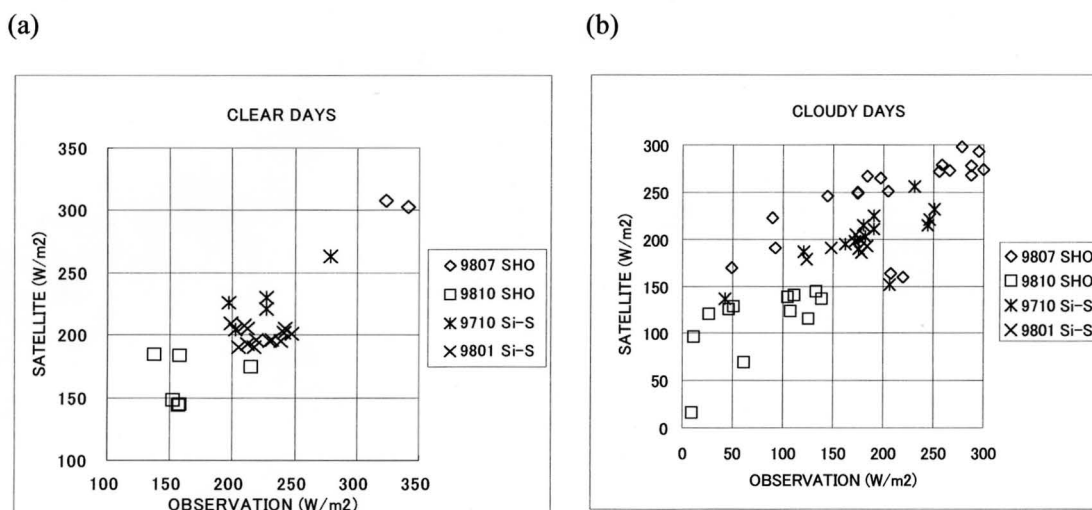 (a)
CLEAR DAYS
SATELLITE (W/m2)
350
300
250
200
150
100
100 150 200 250 300 350
OBSERVATION (W/m2)
9807 SHO
9810 SHO
9710 Si-S
9801 Si-S
(b)
CLOUDY DAYS
SATELLITE (W/m2)
300
250
200
150
100
50
0
0 50 100 150 200 250 300
OBSERVATION (W/m2)
9807 SHO
9810 SHO
9710 Si-S
9801 Si-S